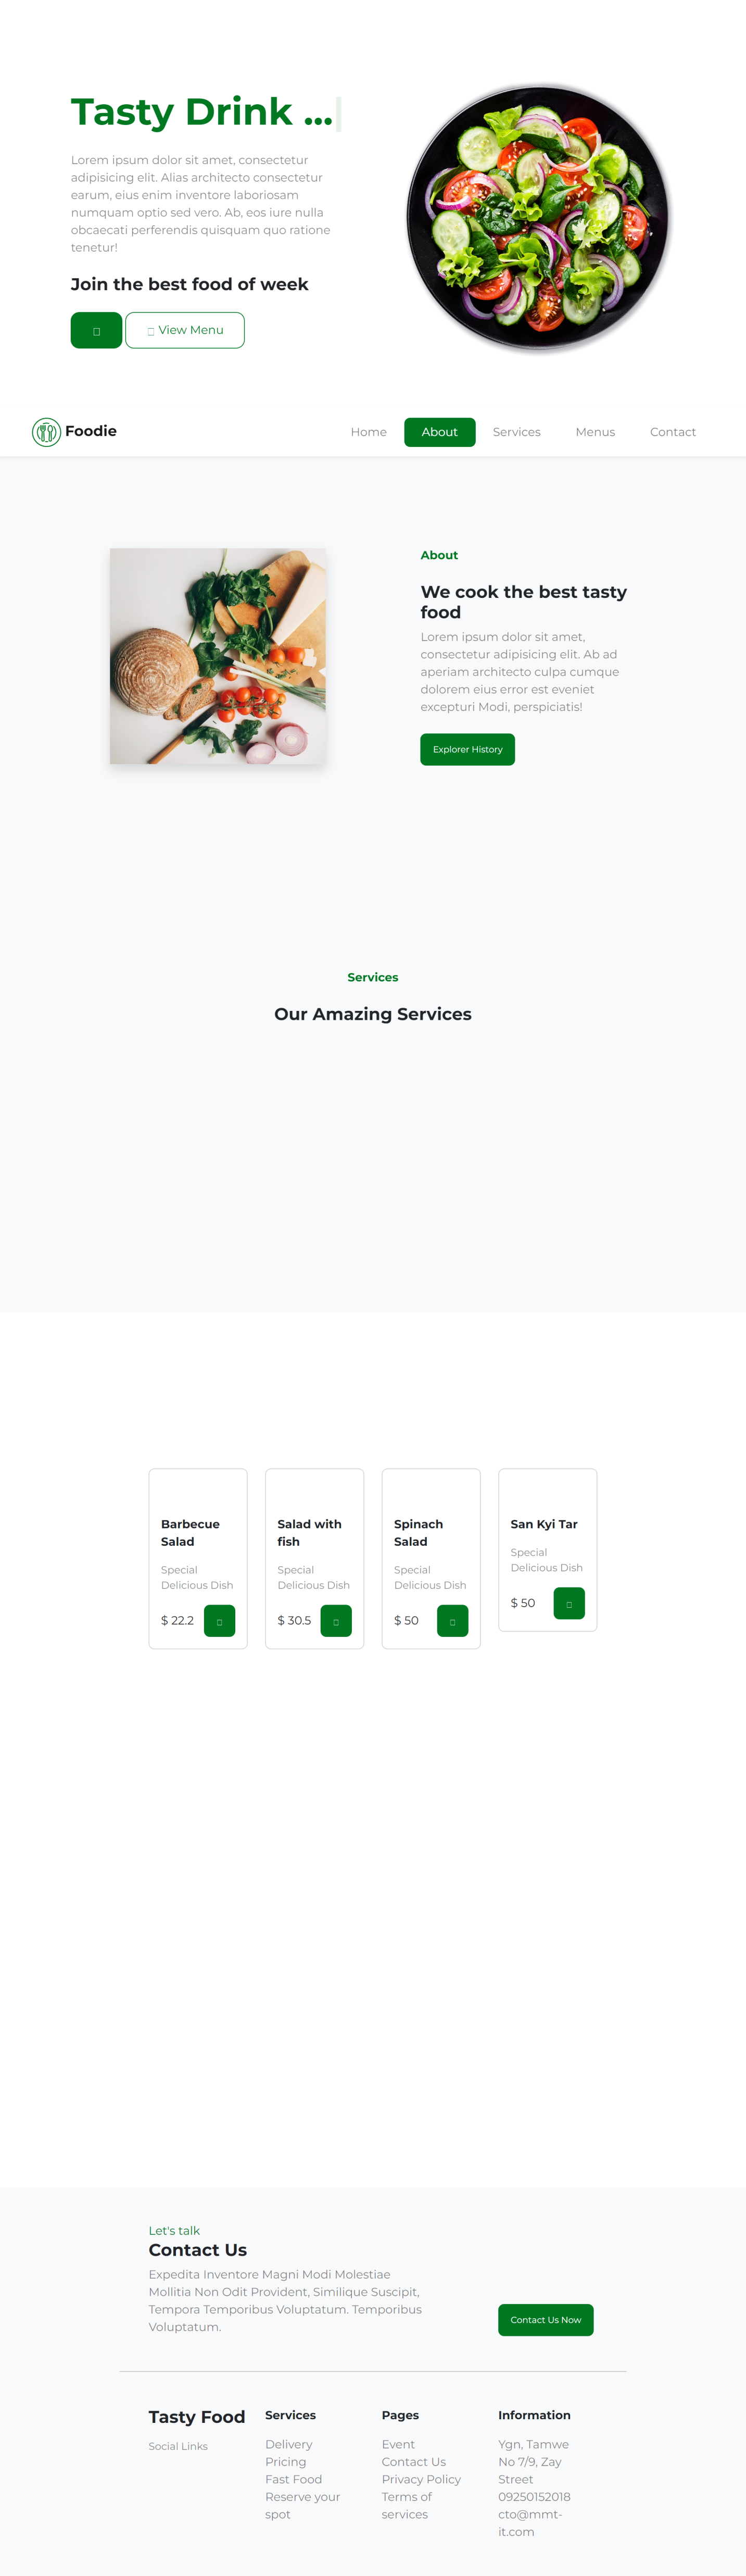 Tasty Drink ...
Lorem ipsum dolor sit amet, consectetur
adipisicing elit. Alias architecto consectetur
earum, eius enim inventore laboriosam
numquam optio sed vero. Ab, eos iure nulla
obcaecati perferendis quisquam quo ratione
tenetur!
Join the best food of week
View Menu
Foodie
Home
About
Services
Menus
Contact
About
We cook the best tasty
food
Lorem ipsum dolor sit amet,
consectetur adipisicing elit. Ab ad
aperiam architecto culpa cumque
dolorem eius error est eveniet
excepturi Modi, perspiciatis!
Explorer History
Services
Our Amazing Services
Barbecue
Salad
Special
Delicious Dish
$ 22.2
Salad with
fish
Special
Delicious Dish
$ 30.5
Spinach
Salad
Special
Delicious Dish
$ 50
San Kyi Tar
Special
Delicious Dish
$ 50
Let's talk
Contact Us
Expedita Inventore Magni Modi Molestiae
Mollitia Non Odit Provident, Similique Suscipit,
Tempora Temporibus Voluptatum. Temporibus
Voluptatum.
Contact Us Now
Tasty Food
Social Links
Services
Delivery
Pricing
Fast Food
Reserve your
spot
Pages
Event
Contact Us
Privacy Policy
Terms of
services
Information
Ygn, Tamwe
No 7/9, Zay
Street
09250152018
cto@mmt-
it.com